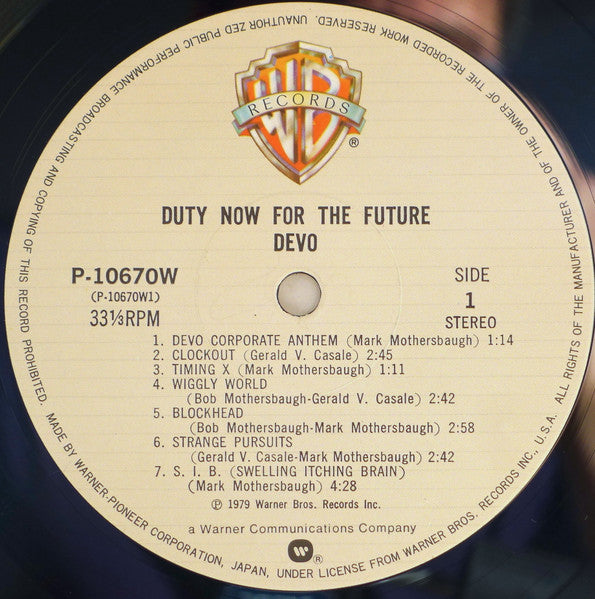 WB
RECORDS
®
DUTY NOW FOR THE FUTURE
DEVO
P-10670W
(P-10670W1)
33⅓RPM
SIDE
1
STEREO
1. DEVO CORPORATE ANTHEM (Mark Mothersbaugh) 1:14
2. CLOCKOUT (Gerald V. Casale) 2:45
3. TIMING X (Mark Mothersbaugh) 1:11
4. WIGGLY WORLD
(Bob Mothersbaugh-Gerald V. Casale) 2:42
5. BLOCKHEAD
(Bob Mothersbaugh-Mark Mothersbaugh) 2:58
6. STRANGE PURSUITS
(Gerald V. Casale-Mark Mothersbaugh) 2:42
7. S. I. B. (SWELLING ITCHING BRAIN)
(Mark Mothersbaugh) 4:28
℗ 1979 Warner Bros. Records Inc.
a Warner Communications Company
®
MADE BY WARNER-PIONEER CORPORATION, JAPAN, UNDER LICENSE FROM WARNER BROS. RECORDS INC., U.S.A. ALL RIGHTS OF THE MANUFACTURER AND OF THE OWNER OF THE RECORDED WORK RESERVED. UNAUTHORIZED PUBLIC PERFORMANCE BROADCASTING AND COPYING OF THIS RECORD PROHIBITED.